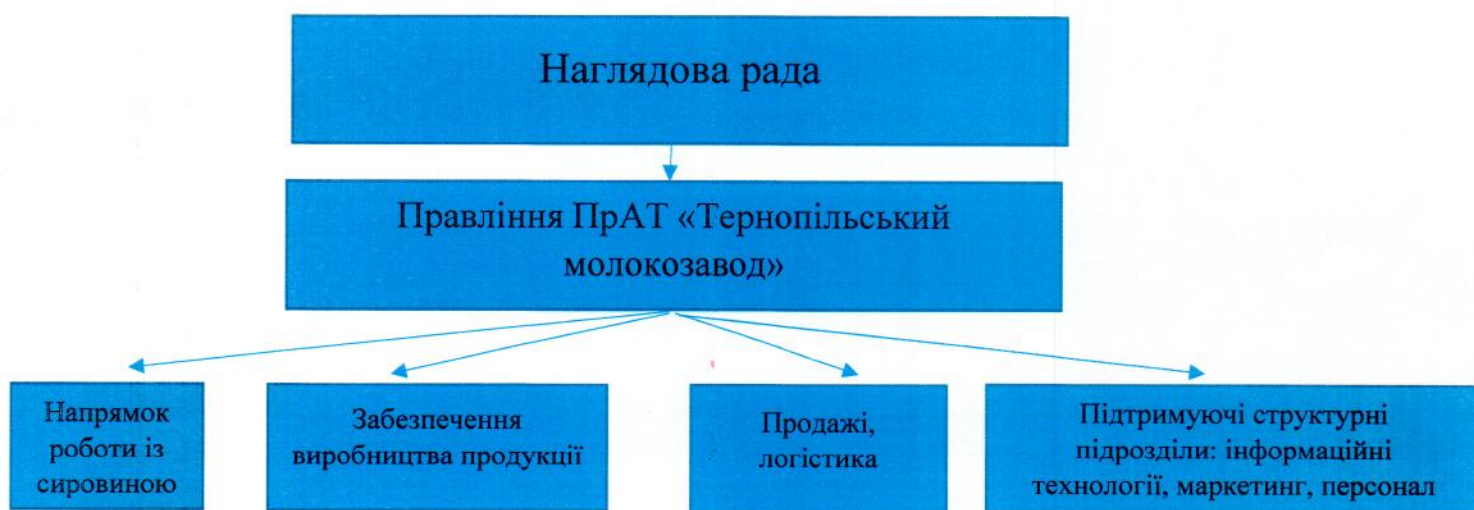 Наглядова рада
Правління ПрАТ «Тернопільський
молокозавод»
Напрямок
роботи із
сировиною
Забезпечення
виробництва продукції
Продажі,
логістика
Підтримуючі структурні
підрозділи: інформаційні
технології, маркетинг, персонал